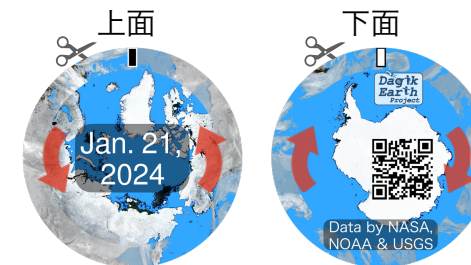 上面
下面
Jan. 21,
2024
Dagik
Earth
Project
Data by NASA,
NOAA & USGS